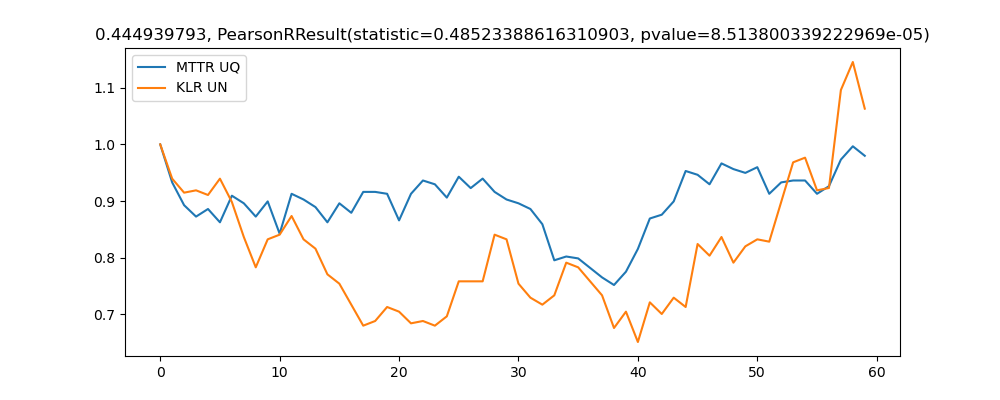 0.444939793, PearsonRResult(statistic=0.48523388616310903, pvalue=8.513800339222969e-05)
MTTR UQ
KLR UN
1.1
1.0
0.9
0.8
0.7
0 10 20 30 40 50 60